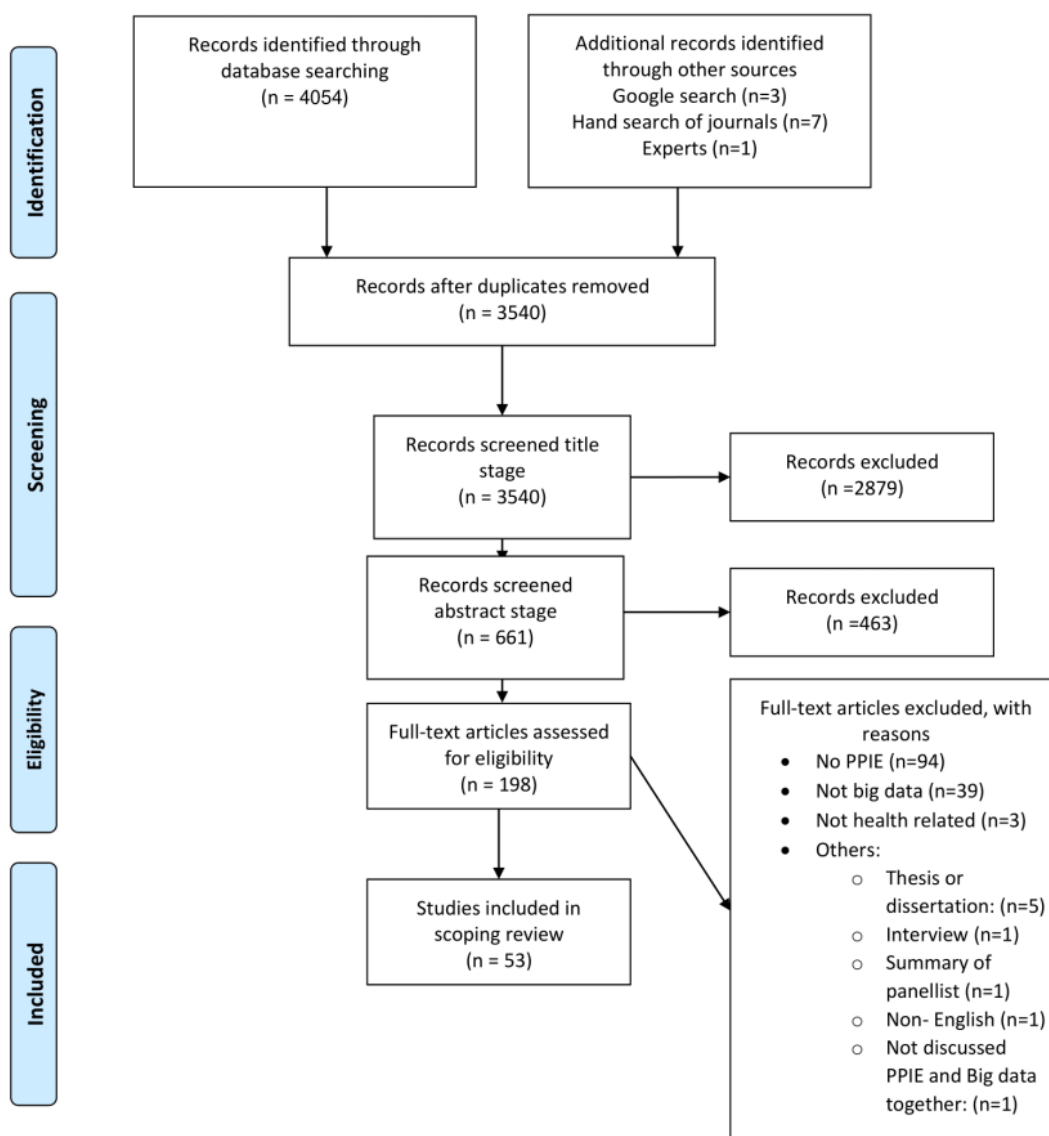 Identification
Records identified through
database searching
(n = 4054)
Additional records identified
through other sources
Google search (n=3)
Hand search of journals (n=7)
Experts (n=1)
Records after duplicates removed
(n = 3540)
Screening
Records screened title
stage
(n = 3540)
Records excluded
(n =2879)
Records screened
abstract stage
(n = 661)
Records excluded
(n =463)
Eligibility
Full-text articles assessed
for eligibility
(n = 198)
Full-text articles excluded, with
reasons
• No PPIE (n=94)
• Not big data (n=39)
• Not health related (n=3)
• Others:
o Thesis or
dissertation: (n=5)
o Interview (n=1)
o Summary of
panellist (n=1)
o Non- English (n=1)
o Not discussed
PPIE and Big data
together: (n=1)
Included
Studies included in
scoping review
(n = 53)